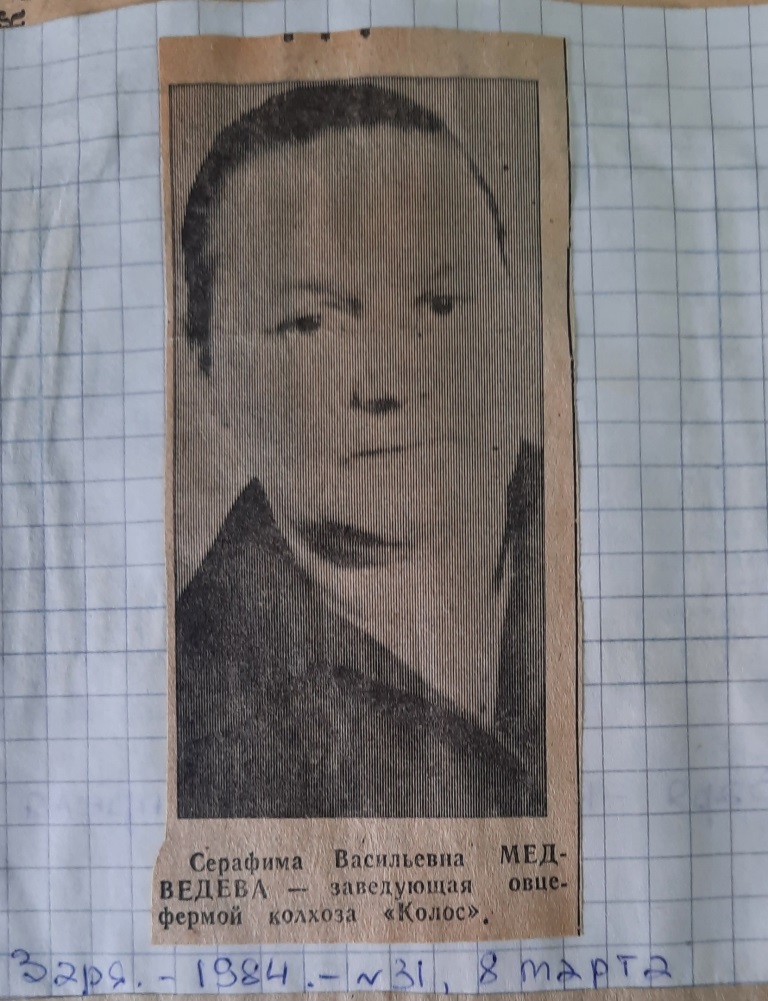 Серафима Васильевна МЕД-
ВЕДЕВА — заведующая овце-
фермой колхоза «Колос».
Заря. - 1984. - №31, 8 марта